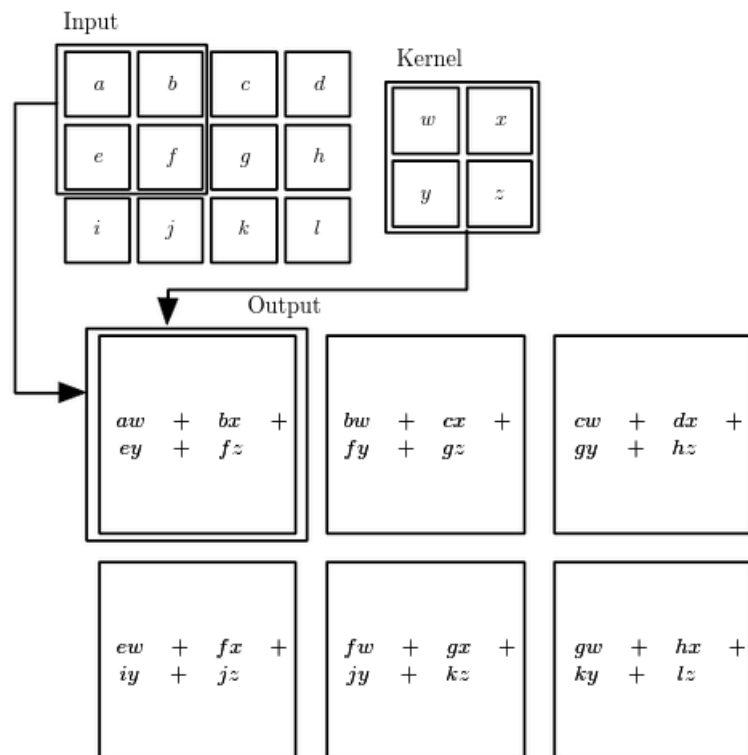 Input
a b c d
e f g h
i j k l
Kernel
w x
y z
Output
aw + bx +
ey + fz
bw + cx +
fy + gz
cw + dx +
gy + hz
ew + fx +
iy + jz
fw + gx +
jy + kz
gw + hx +
ky + lz